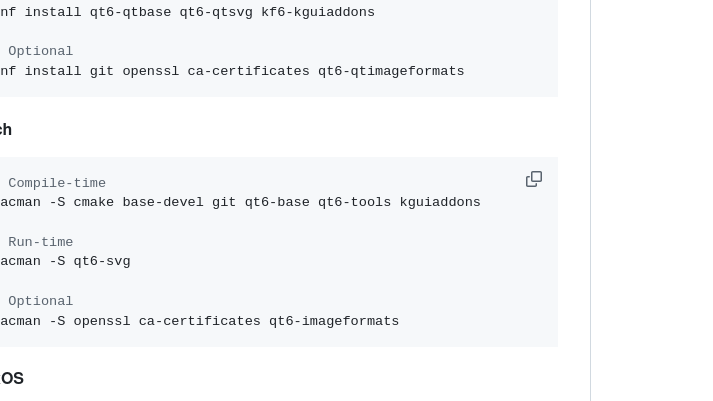 nf install qt6-qtbase qt6-qtsvg kf6-kguiaddons
Optional
nf install git openssl ca-certificates qt6-qtimageformats
ch
Compile-time
acman -S cmake base-devel git qt6-base qt6-tools kguiaddons
Run-time
acman -S qt6-svg
Optional
acman -S openssl ca-certificates qt6-imageformats
OS